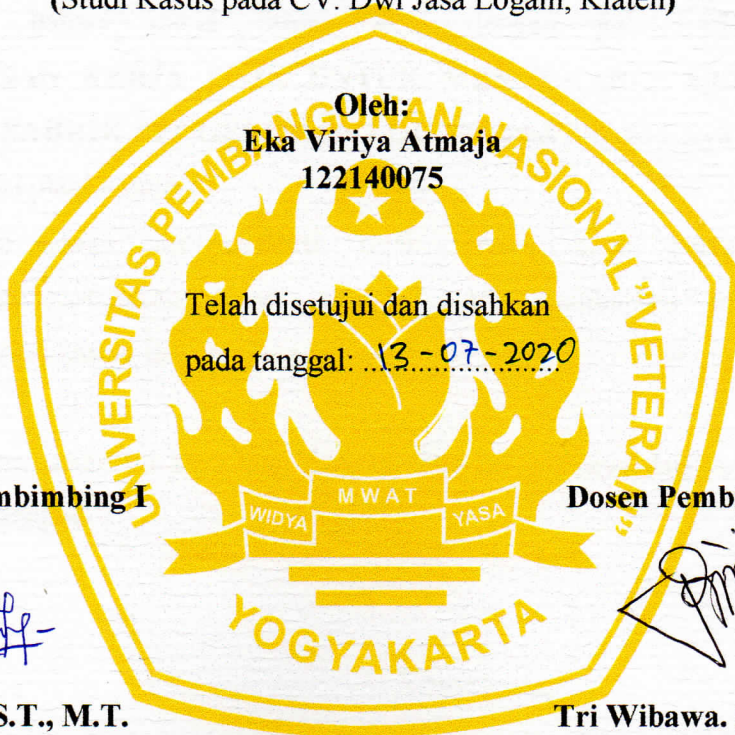 (Studi Kasus pada CV. Dwi Jasa Logam, Klaten)
Oleh:
Eka Viriya Atmaja
122140075
UNIVERSITAS PEMBANGUNAN NASIONAL "VETERAN"
Telah disetujui dan disahkan
pada tanggal: 13-07-2020
mbimbing I
Dosen Pemb
WIDYA MWAT YASA
YOGYAKARTA
S.T., M.T.
Tri Wibawa.